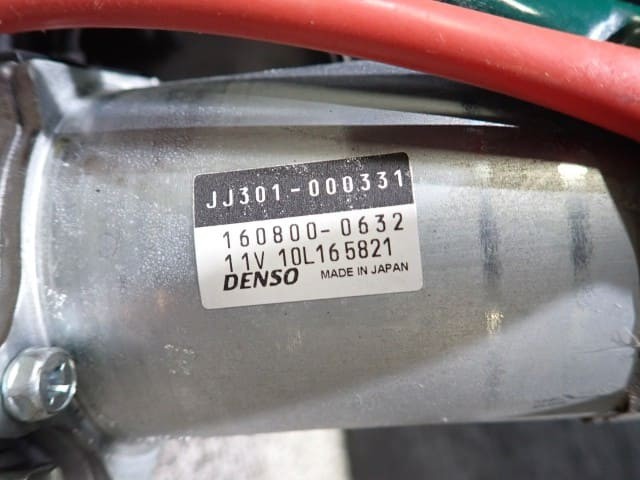 JJ301-000331
160800-0632
11V 10L165821
DENSO MADE IN JAPAN